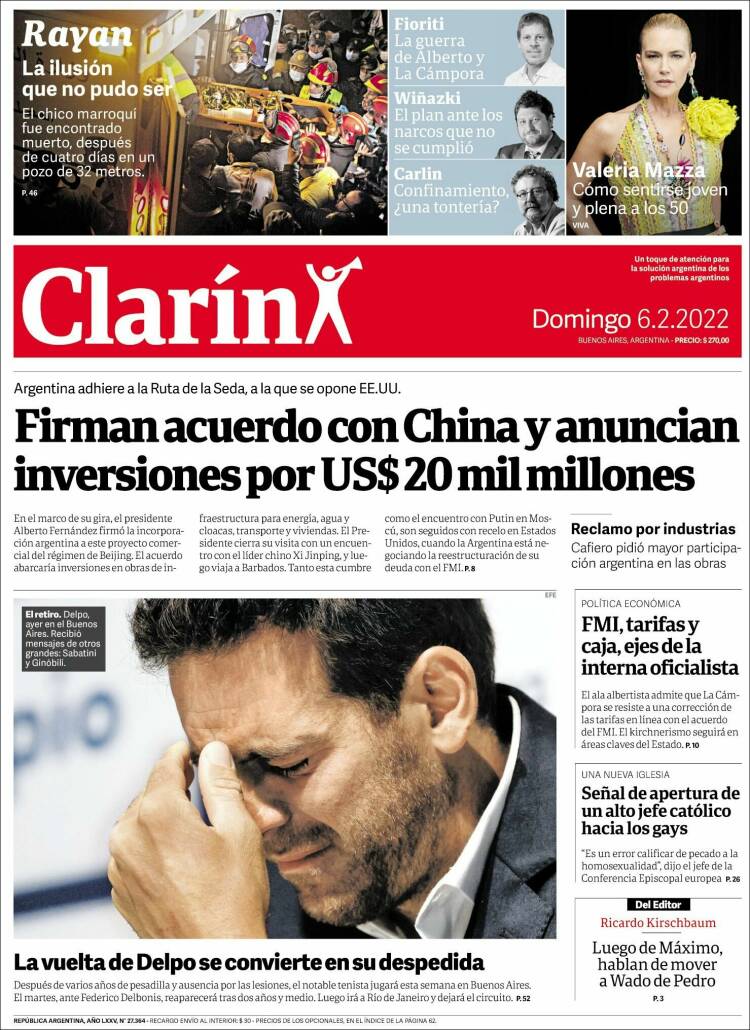 Rayan
La ilusión
que no pudo ser
El chico marroquí
fue encontrado
muerto, después
de cuatro días en un
pozo de 32 metros.
P. 46
Fioriti
La guerra
de Alberto y
La Cámpora
Wiñazki
El plan ante los
narcos que no
se cumplió
Carlin
Confinamiento,
¿una tontería?
Valeria Mazza
Cómo sentirse joven
y plena a los 50
VIVA
Clarín
Un toque de atención para
la solución argentina de los
problemas argentinos
Domingo 6.2.2022
BUENOS AIRES, ARGENTINA - PRECIO: $ 270,00
Argentina adhiere a la Ruta de la Seda, a la que se opone EE.UU.
Firman acuerdo con China y anuncian
inversiones por US$ 20 mil millones
En el marco de su gira, el presidente
Alberto Fernández firmó la incorpo-
ración argentina a este proyecto comer-
cial del régimen de Beijing. El acuerdo
abarcaría inversiones en obras de in-
fraestructura para energía, agua y
cloacas, transporte y viviendas. El Pre-
sidente cierra su visita con un encuen-
tro con el líder chino Xi Jinping, y lue-
go viaja a Barbados. Tanto esta cumbre
como el encuentro con Putin en Mos-
cú, son seguidos con recelo en Estados
Unidos, cuando la Argentina está ne-
gociando la reestructuración de su
deuda con el FMI. P. 8
Reclamo por industrias
Cafiero pidió mayor participa-
ción argentina en las obras
EFE
El retiro. Delpo,
ayer en el Buenos
Aires. Recibió
mensajes de otros
grandes: Sabatini
y Ginóbili.
POLÍTICA ECONÓMICA
FMI, tarifas y
caja, ejes de la
interna oficialista
El ala albertista admite que La Cám-
pora se resiste a una corrección de
las tarifas en línea con el acuerdo
del FMI. El kirchnerismo seguirá en
áreas claves del Estado. P. 10
UNA NUEVA IGLESIA
Señal de apertura de
un alto jefe católico
hacia los gays
"Es un error calificar de pecado a la
homosexualidad", dijo el jefe de la
Conferencia Episcopal europea P. 26
Del Editor
Ricardo Kirschbaum
Luego de Máximo,
hablan de mover
a Wado de Pedro
P. 3
La vuelta de Delpo se convierte en su despedida
Después de varios años de pesadilla y ausencia por las lesiones, el notable tenista jugará esta semana en Buenos Aires.
El martes, ante Federico Delbonis, reaparecerá tras dos años y medio. Luego irá a Río de Janeiro y dejará el circuito. P. 52
REPÚBLICA ARGENTINA, AÑO LXXV, N° 27.364 - RECARGO ENVÍO AL INTERIOR: $ 30 - PRECIOS DE LOS OPCIONALES, EN EL ÍNDICE DE LA PÁGINA 62.